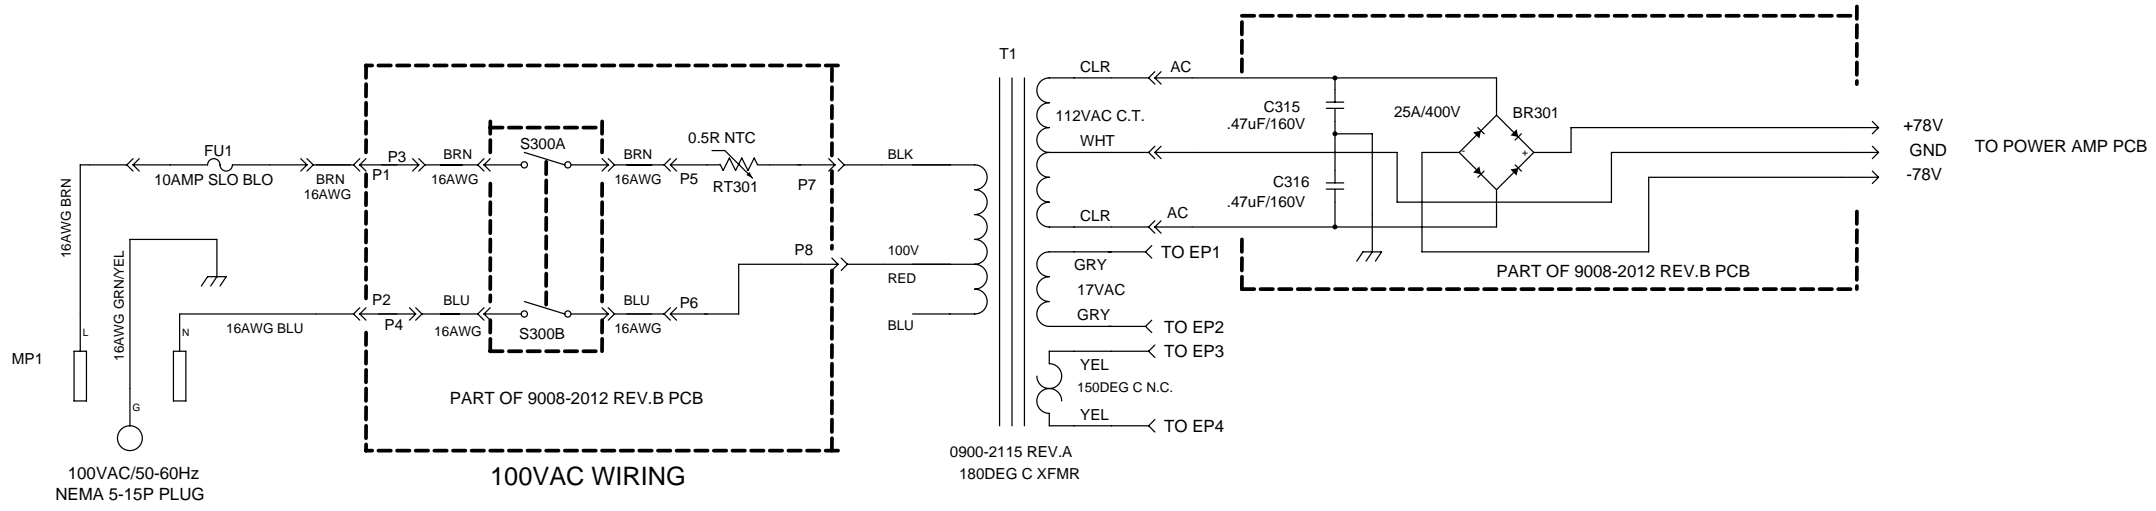 MP1
L
16AWG BRN
G
16AWG GRN/YEL
N
100VAC/50-60Hz
NEMA 5-15P PLUG
FU1
10AMP SLO BLO
BRN
16AWG
16AWG BLU
P3
P1
BRN
16AWG
P2
P4
BLU
16AWG
S300A
S300B
BRN
16AWG
P5
BLU
16AWG
P6
0.5R NTC
RT301
P7
P8
PART OF 9008-2012 REV.B PCB
100VAC WIRING
BLK
100V
RED
BLU
T1
0900-2115 REV.A
180DEG C XFMR
CLR
AC
112VAC C.T.
WHT
CLR
AC
GRY
TO EP1
17VAC
GRY
TO EP2
TO EP3
YEL
150DEG C N.C.
YEL
TO EP4
C315
.47uF/160V
C316
.47uF/160V
25A/400V
BR301
-
+
PART OF 9008-2012 REV.B PCB
+78V
GND
-78V
TO POWER AMP PCB